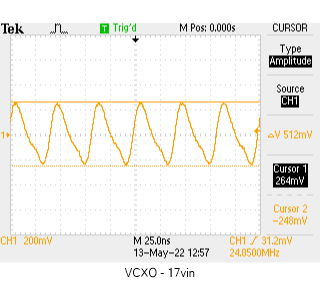 Tek Trig'd M Pos: 0.000s CURSOR
Type
Amplitude
Source
CH1
△V 512mV
1
Cursor 1
264mV
Cursor 2
-248mV
CH1 200mV M 25.0ns CH1 / 31.2mV
13-May-22 12:57 24.0500MHz
VCXO - 17vin